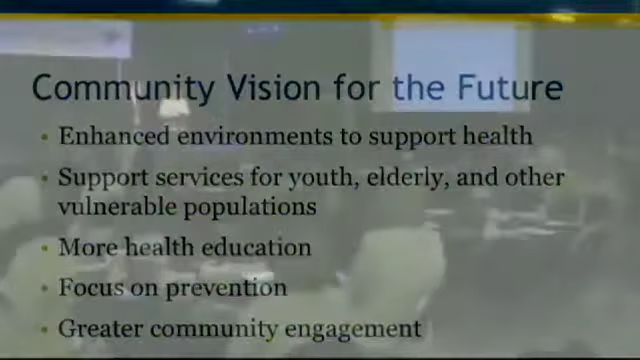 Community Vision for the Future
• Enhanced environments to support health
• Support services for youth, elderly, and other
vulnerable populations
• More health education
• Focus on prevention
• Greater community engagement